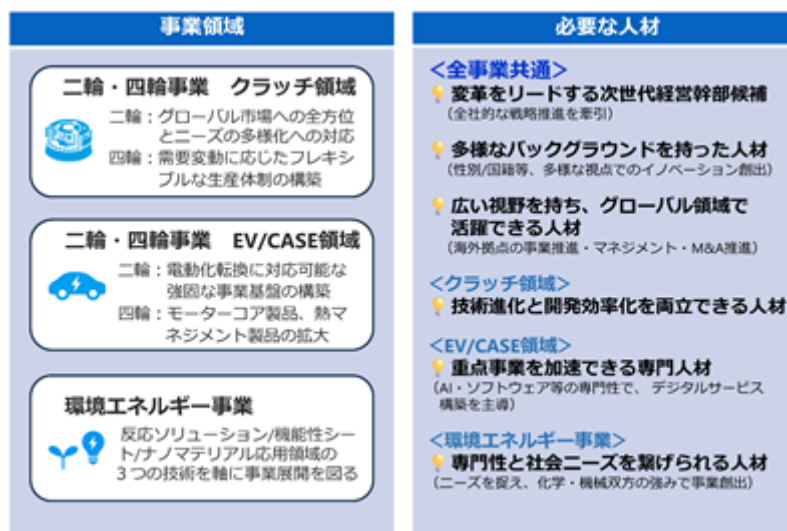 事業領域
二輪・四輪事業　クラッチ領域
二輪：グローバル市場への全方位
とニーズの多様化への対応
四輪：需要変動に応じたフレキシ
ブルな生産体制の構築
二輪・四輪事業　EV/CASE領域
二輪：電動化転換に対応可能な
強固な事業基盤の構築
四輪：モーターコア製品、熱マ
ネジメント製品の拡大
環境エネルギー事業
反応ソリューション/機能性シー
ト/ナノマテリアル応用領域の
３つの技術を軸に事業展開を図る
必要な人材
＜全事業共通＞
変革をリードする次世代経営幹部候補
（全社的な戦略推進を牽引）
多様なバックグラウンドを持った人材
（性別/国籍等、多様な視点でのイノベーション創出）
広い視野を持ち、グローバル領域で
活躍できる人材
（海外拠点の事業推進・マネジメント・M&A推進）
＜クラッチ領域＞
技術進化と開発効率化を両立できる人材
＜EV/CASE領域＞
重点事業を加速できる専門人材
（AI・ソフトウェア等の専門性で、デジタルサービス
構築を主導）
＜環境エネルギー事業＞
専門性と社会ニーズを繋げられる人材
（ニーズを捉え、化学・機械双方の強みで事業創出）